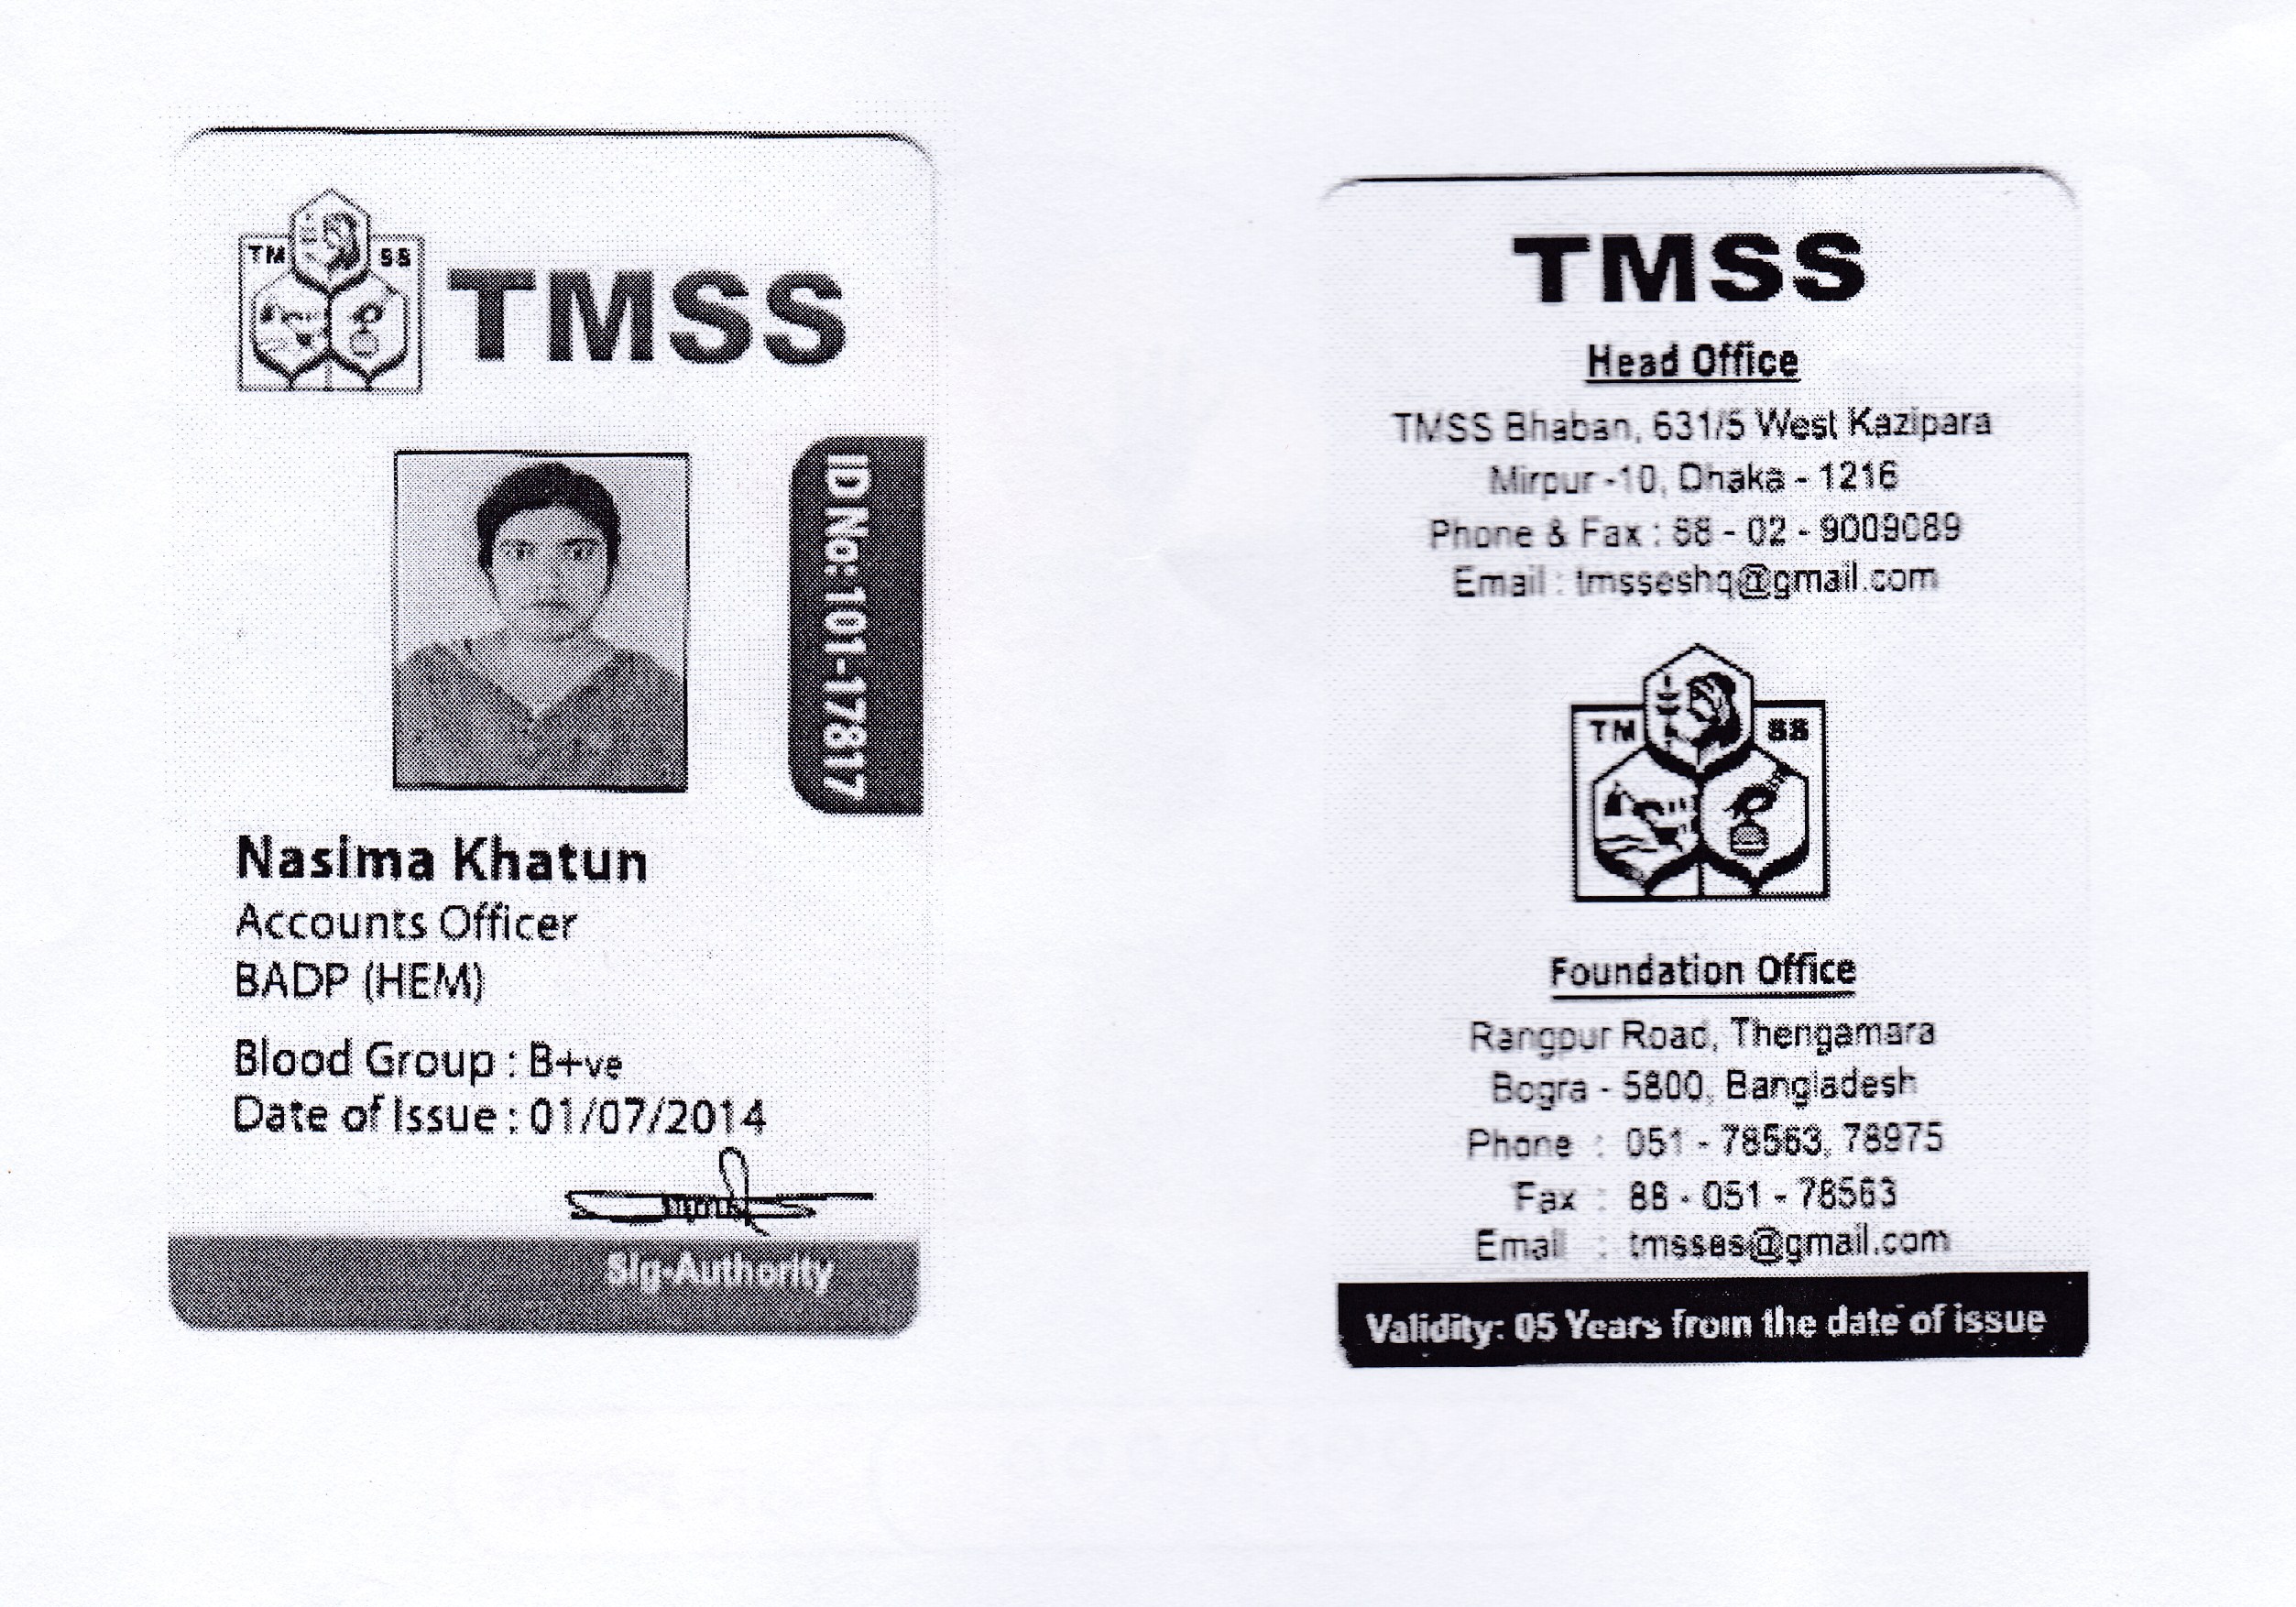 TM SS
TMSS
ID No: 101-17817
Nasima Khatun
Accounts Officer
BADP (HEM)
Blood Group : B+ve
Date of Issue : 01/07/2014
Sig-Authority
TMSS
Head Office
TMSS Bhaban, 631/5 West Kazipara
Mirpur -10, Dhaka - 1216
Phone & Fax : 88 - 02 - 9009089
Email : tmsseshq@gmail.com
TM SS
Foundation Office
Rangpur Road, Thengamara
Bogra - 5800, Bangladesh
Phone : 051 - 78563, 78975
Fax : 88 - 051 - 78563
Email : tmsses@gmail.com
Validity: 05 Years from the date of issue